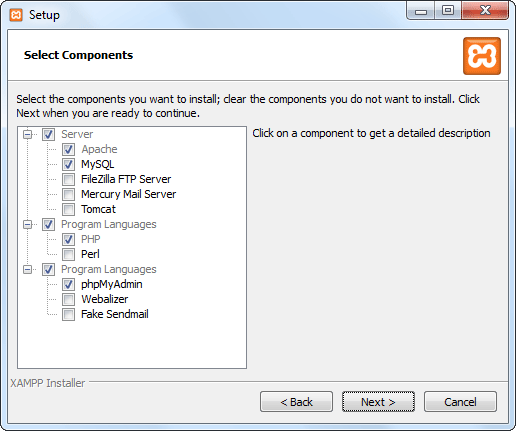 Setup
Select Components
Select the components you want to install; clear the components you do not want to install. Click
Next when you are ready to continue.
Server
Apache
MySQL
FileZilla FTP Server
Mercury Mail Server
Tomcat
Program Languages
PHP
Perl
Program Languages
phpMyAdmin
Webalizer
Fake Sendmail
Click on a component to get a detailed description
XAMPP Installer
< Back
Next >
Cancel